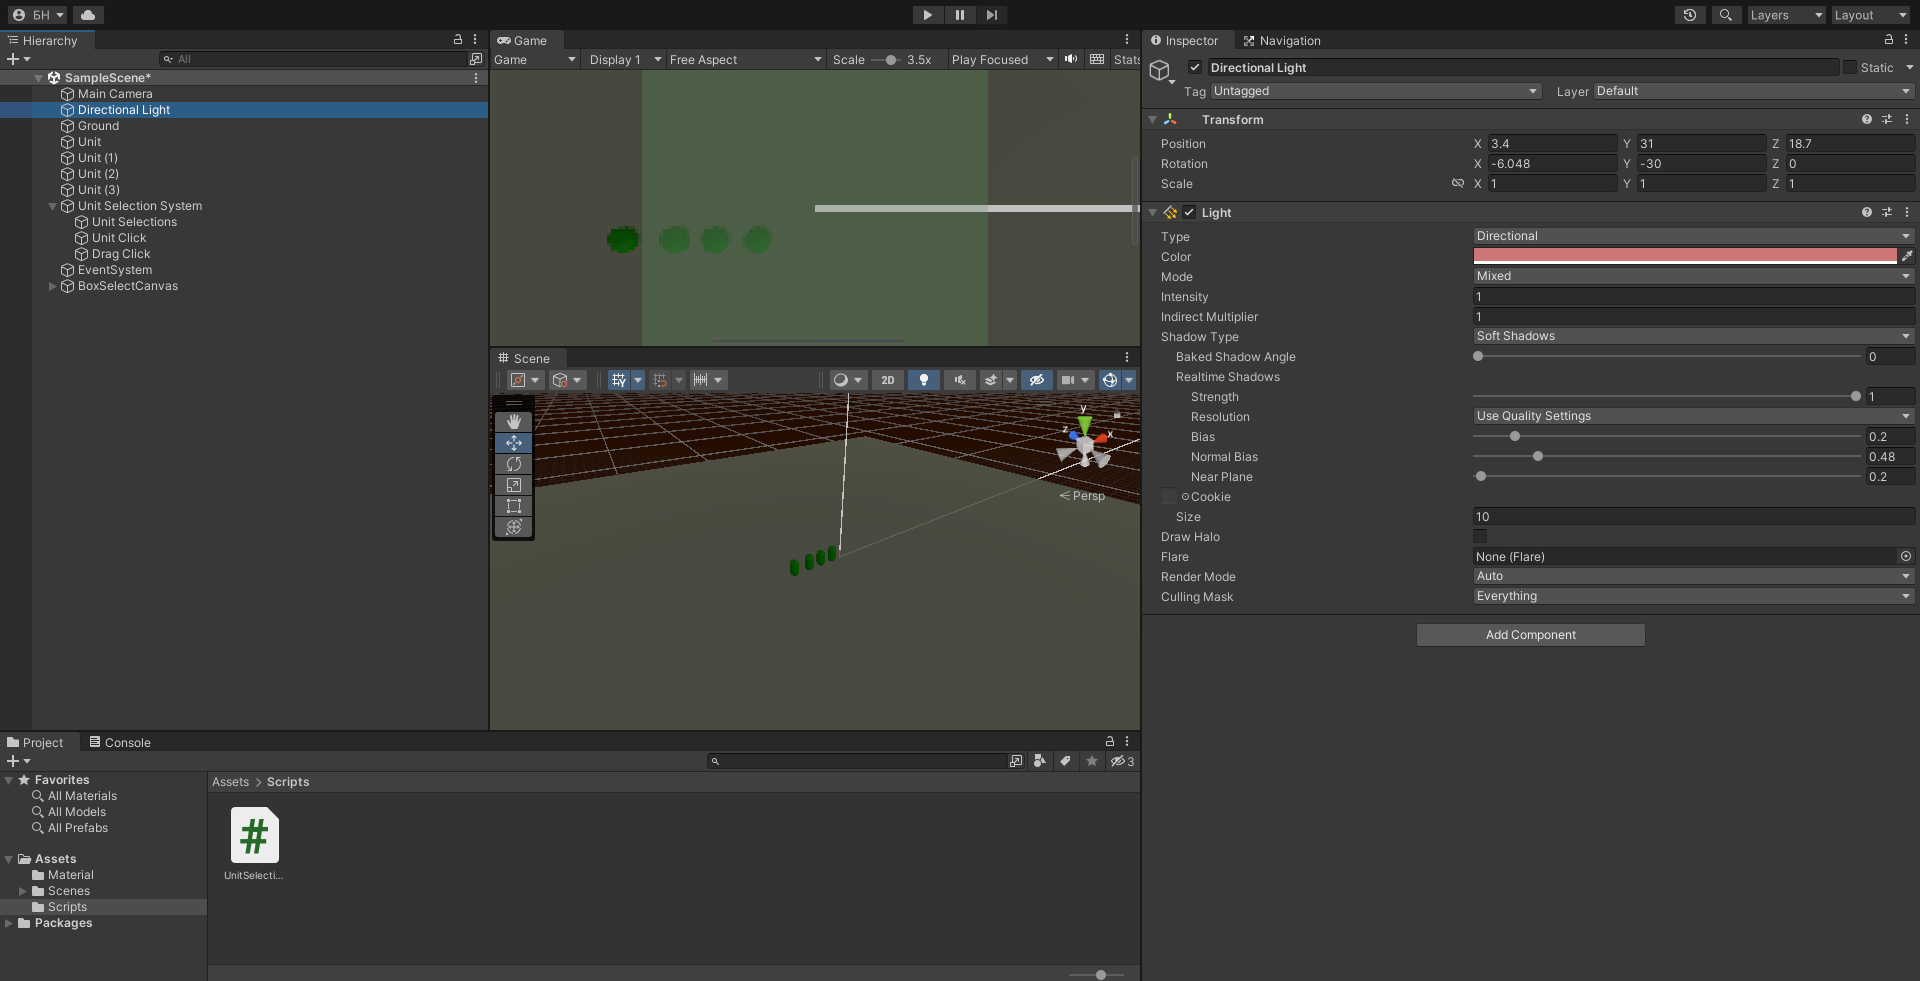 БН
Layers
Layout
Hierarchy
All
SampleScene*
Main Camera
Directional Light
Ground
Unit
Unit (1)
Unit (2)
Unit (3)
Unit Selection System
Unit Selections
Unit Click
Drag Click
EventSystem
BoxSelectCanvas
Game
Game
Display 1
Free Aspect
Scale
3.5x
Play Focused
Stats
Scene
2D
y
z
x
Persp
Inspector
Navigation
Directional Light
Static
Tag
Untagged
Layer
Default
Transform
Position
X
3.4
Y
31
Z
18.7
Rotation
X
-6.048
Y
-30
Z
0
Scale
X
1
Y
1
Z
1
Light
Type
Directional
Color
Mode
Mixed
Intensity
1
Indirect Multiplier
1
Shadow Type
Soft Shadows
Baked Shadow Angle
0
Realtime Shadows
Strength
1
Resolution
Use Quality Settings
Bias
0.2
Normal Bias
0.48
Near Plane
0.2
Cookie
Size
10
Draw Halo
Flare
None (Flare)
Render Mode
Auto
Culling Mask
Everything
Add Component
Project
Console
3
Favorites
All Materials
All Models
All Prefabs
Assets
Material
Scenes
Scripts
Packages
Assets > Scripts
#
UnitSelecti...